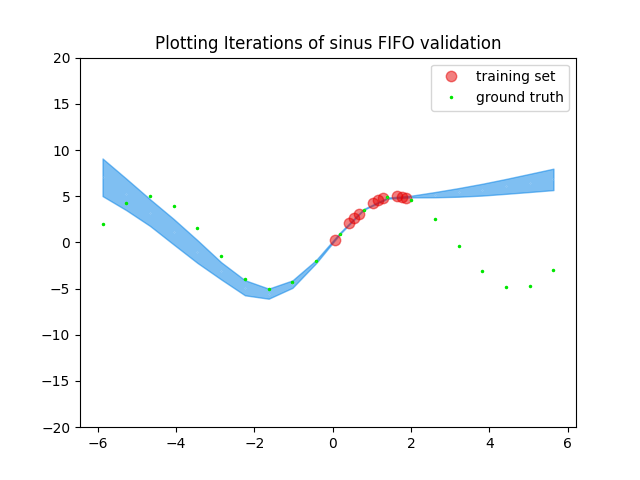 Plotting Iterations of sinus FIFO validation
training set
ground truth
20
15
10
5
0
−5
−10
−15
−20
−6 −4 −2 0 2 4 6